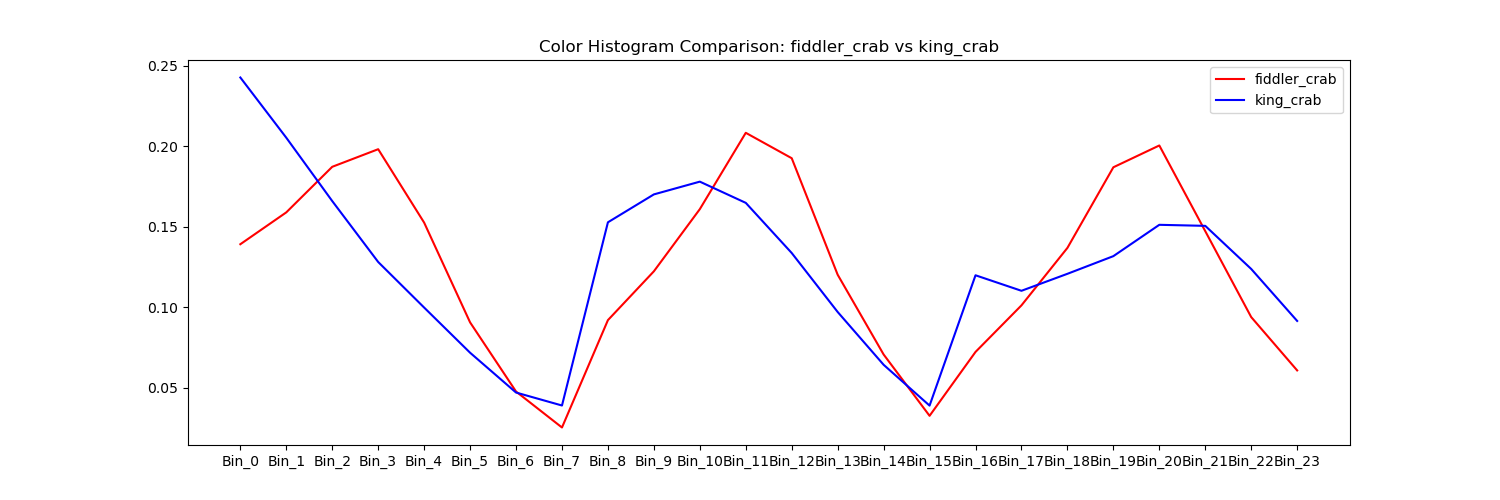 Color Histogram Comparison: fiddler_crab vs king_crab
fiddler_crab
king_crab
0.25
0.20
0.15
0.10
0.05
Bin_0 Bin_1 Bin_2 Bin_3 Bin_4 Bin_5 Bin_6 Bin_7 Bin_8 Bin_9 Bin_10 Bin_11 Bin_12 Bin_13 Bin_14 Bin_15 Bin_16 Bin_17 Bin_18 Bin_19 Bin_20 Bin_21 Bin_22 Bin_23